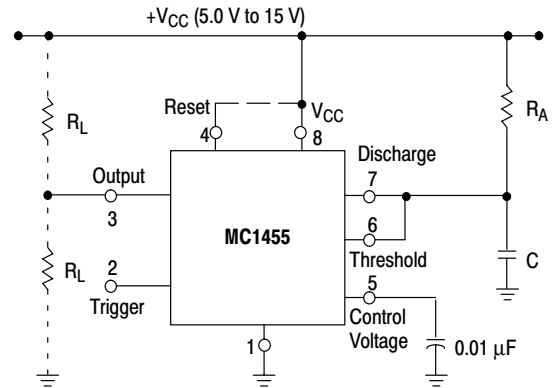 +VCC (5.0 V to 15 V)
Reset
VCC
RL
RA
4
8
Discharge
Output
7
3
MC1455
6
Threshold
C
2
5
RL
Trigger
Control
Voltage
1
0.01 μF